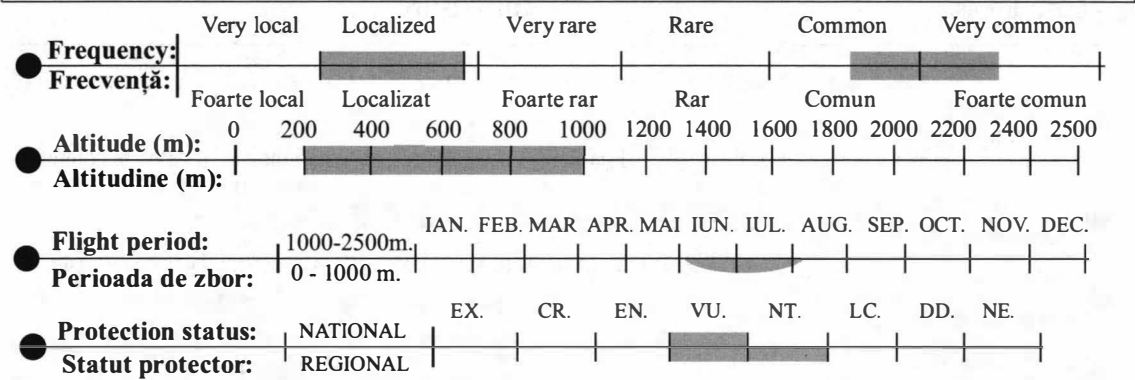 Very local Localized Very rare Rare Common Very common
Frequency:
Frecvență:
Foarte local Localizat Foarte rar Rar Comun Foarte comun
0 200 400 600 800 1000 1200 1400 1600 1800 2000 2200 2400 2500
Altitude (m):
Altitudine (m):
IAN. FEB. MAR APR. MAI IUN. IUL. AUG. SEP. OCT. NOV. DEC.
Flight period: 1000-2500m.
Perioada de zbor: 0 - 1000 m.
EX. CR. EN. VU. NT. LC. DD. NE.
Protection status: NATIONAL
Statut protector: REGIONAL